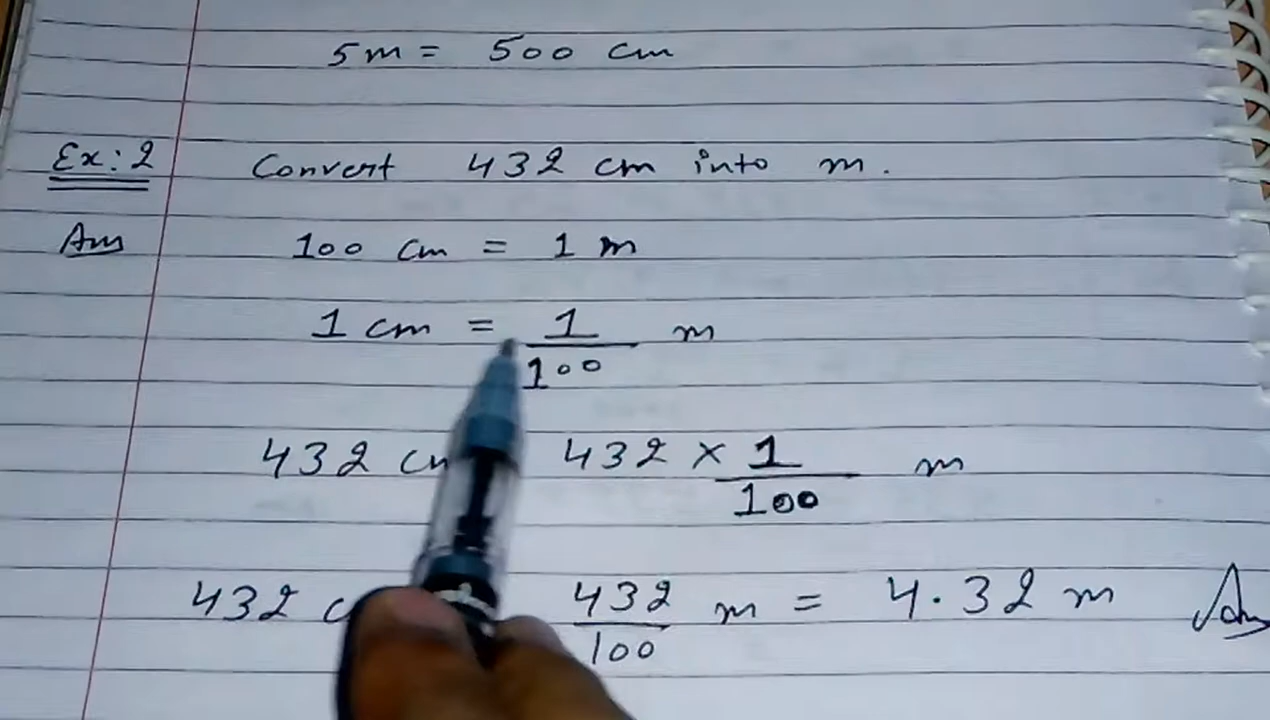 5m = 500 cm
Ex: 2 Convert 432 cm into m.
Ans 100 cm = 1 m
1 cm = 1/100 m
432 432 × 1/100 m
432 432/100 m = 4.32 m Ans